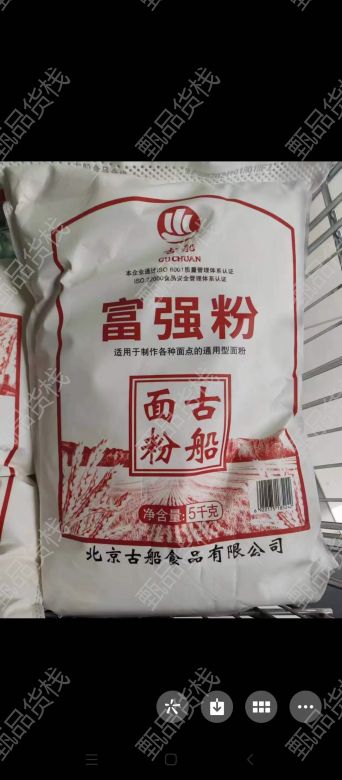 古船
GUCHUAN
本企业通过ISO 9001质量管理体系认证
ISO 22000食品安全管理体系认证
富强粉
适用于制作各种面点的通用型面粉
古船
面粉
净含量:5千克
北京古船食品有限公司
甄品货栈